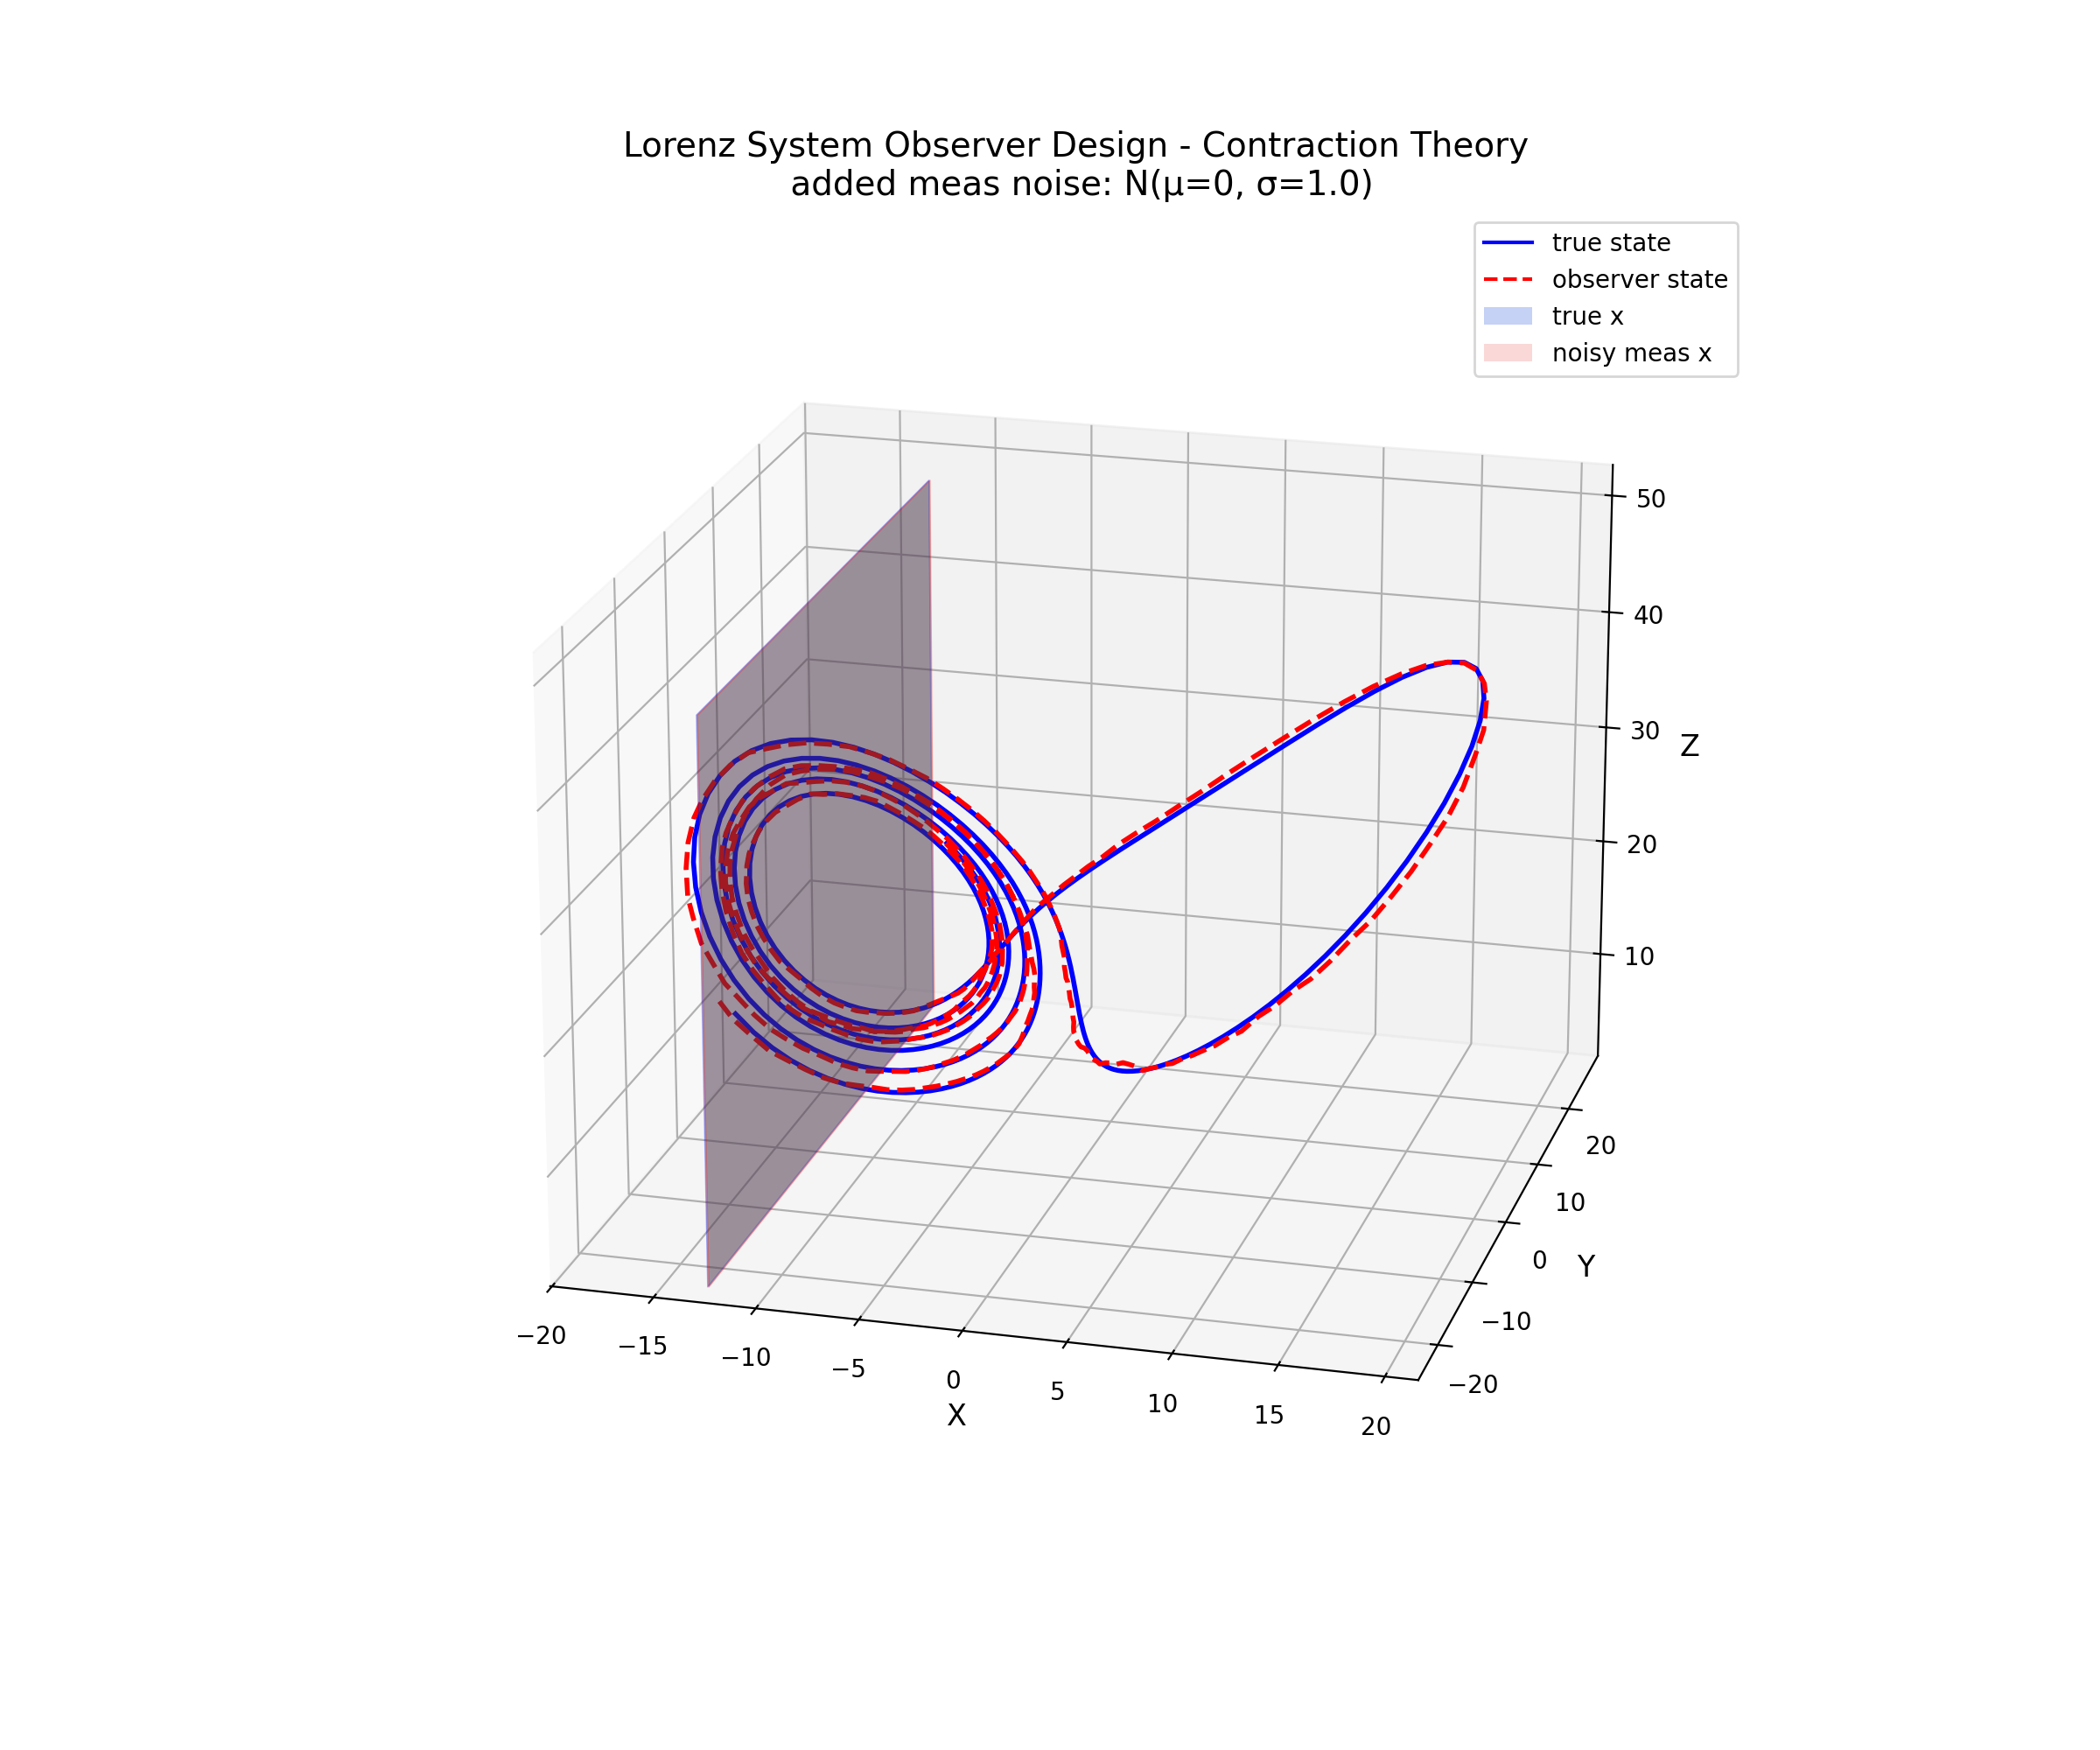 Lorenz System Observer Design - Contraction Theory
added meas noise: N(μ=0, σ=1.0)
true state
observer state
true x
noisy meas x
50
40
30
Z
20
10
20
10
0
Y
−10
−20
−20
−15
−10
−5
0
5
10
15
20
X